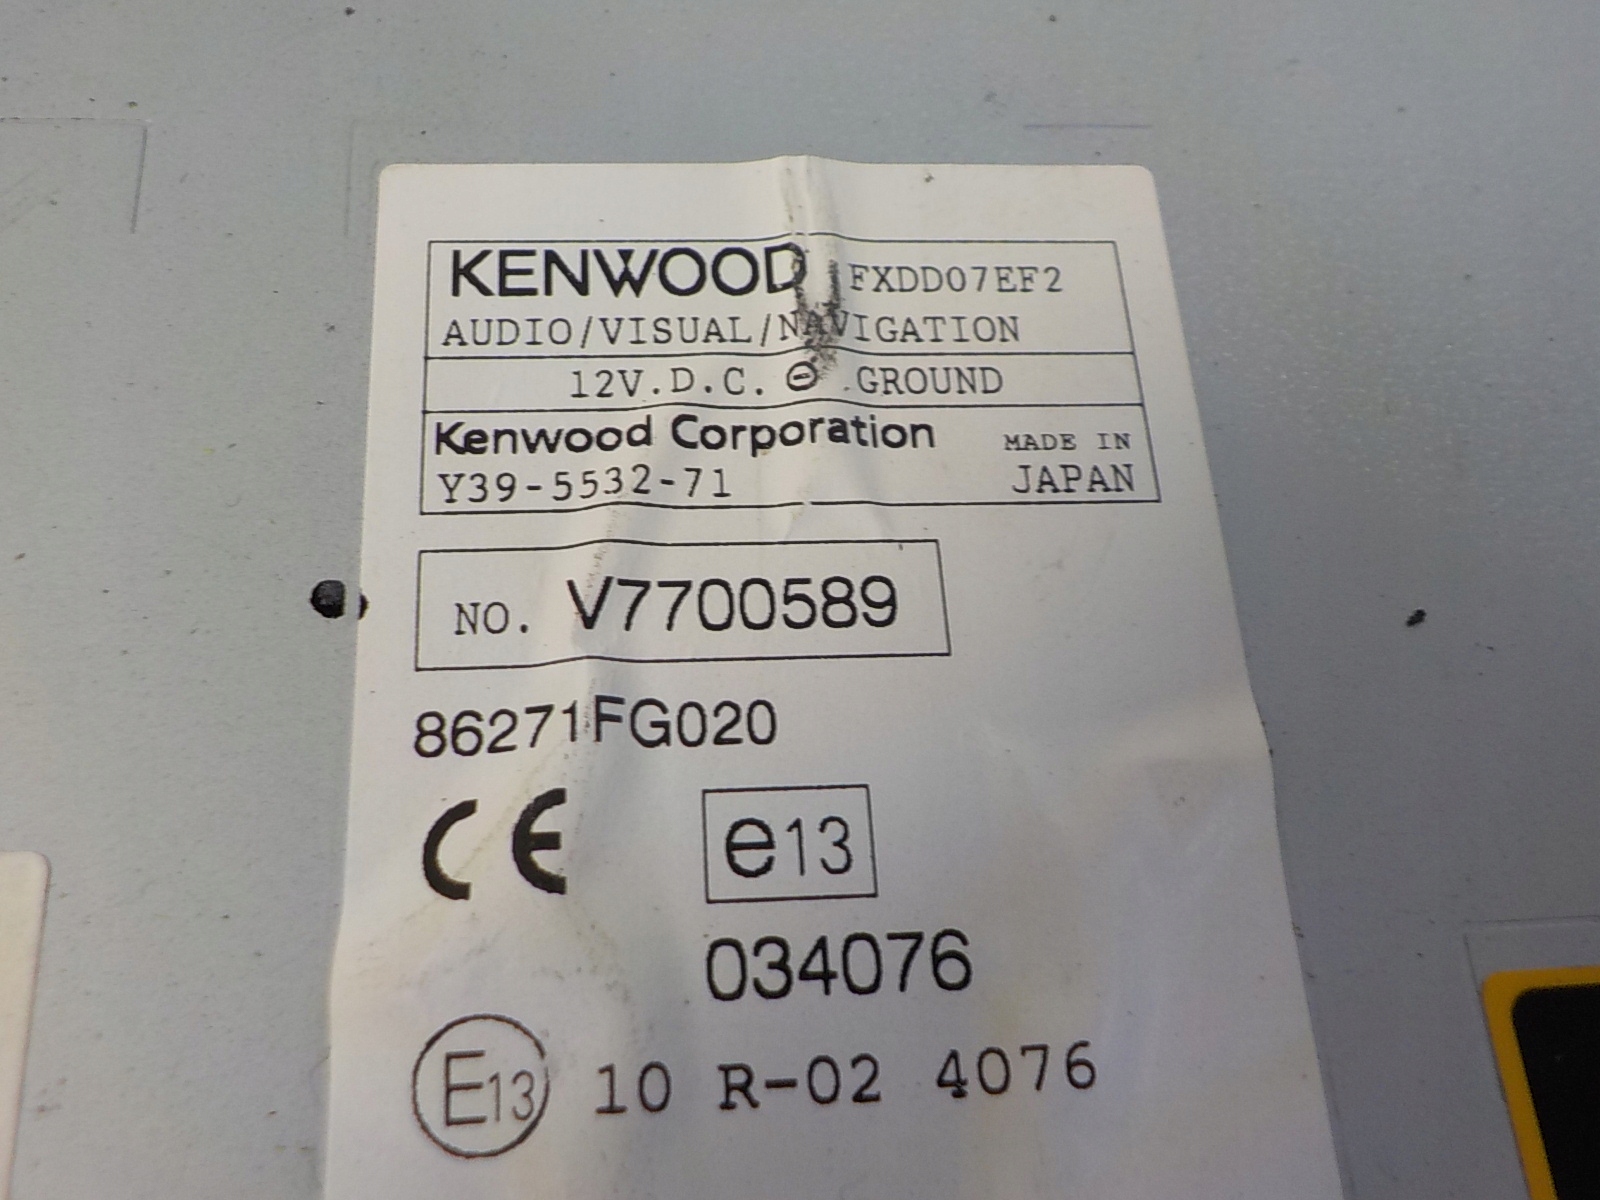 KENWOOD FXDD07EF2
AUDIO/VISUAL/NAVIGATION
12V.D.C. ⊖ .GROUND
Kenwood Corporation MADE IN
Y39-5532-71 JAPAN
NO. V7700589
86271FG020
CE e13
034076
E13 10 R-02 4076